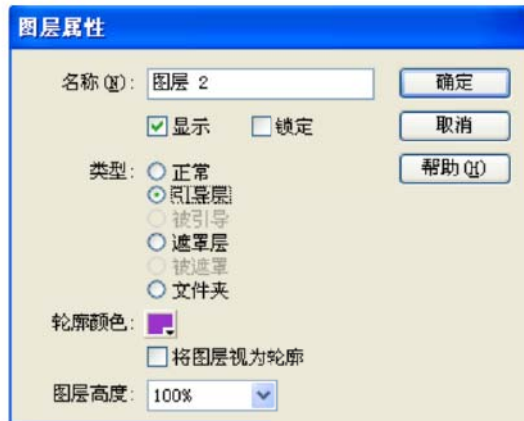 图层属性
名称(N): 图层 2 确定
显示 锁定 取消
类型: 正常 帮助(H)
引导层
被引导
遮罩层
被遮罩
文件夹
轮廓颜色:
将图层视为轮廓
图层高度: 100%